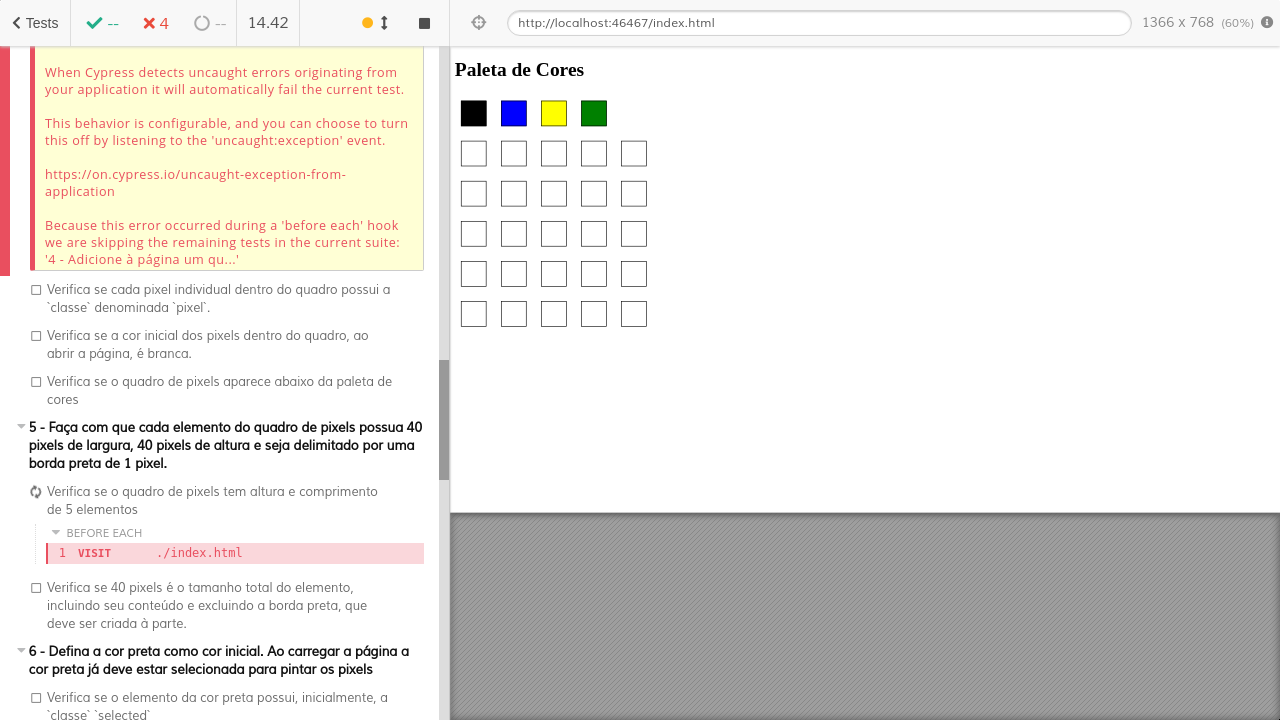 Tests
--
4
--
14.42
http://localhost:46467/index.html
1366 x 768 (60%)
When Cypress detects uncaught errors originating from
your application it will automatically fail the current test.
This behavior is configurable, and you can choose to turn
this off by listening to the 'uncaught:exception' event.
https://on.cypress.io/uncaught-exception-from-
application
Because this error occurred during a 'before each' hook
we are skipping the remaining tests in the current suite:
'4 - Adicione à página um qu...'
Verifica se cada pixel individual dentro do quadro possui a
`classe` denominada `pixel`.
Verifica se a cor inicial dos pixels dentro do quadro, ao
abrir a página, é branca.
Verifica se o quadro de pixels aparece abaixo da paleta de
cores
5 - Faça com que cada elemento do quadro de pixels possua 40
pixels de largura, 40 pixels de altura e seja delimitado por uma
borda preta de 1 pixel.
Verifica se o quadro de pixels tem altura e comprimento
de 5 elementos
BEFORE EACH
1 VISIT ./index.html
Verifica se 40 pixels é o tamanho total do elemento,
incluindo seu conteúdo e excluindo a borda preta, que
deve ser criada à parte.
6 - Defina a cor preta como cor inicial. Ao carregar a página a
cor preta já deve estar selecionada para pintar os pixels
Verifica se o elemento da cor preta possui, inicialmente, a
`classe` `selected`
Paleta de Cores